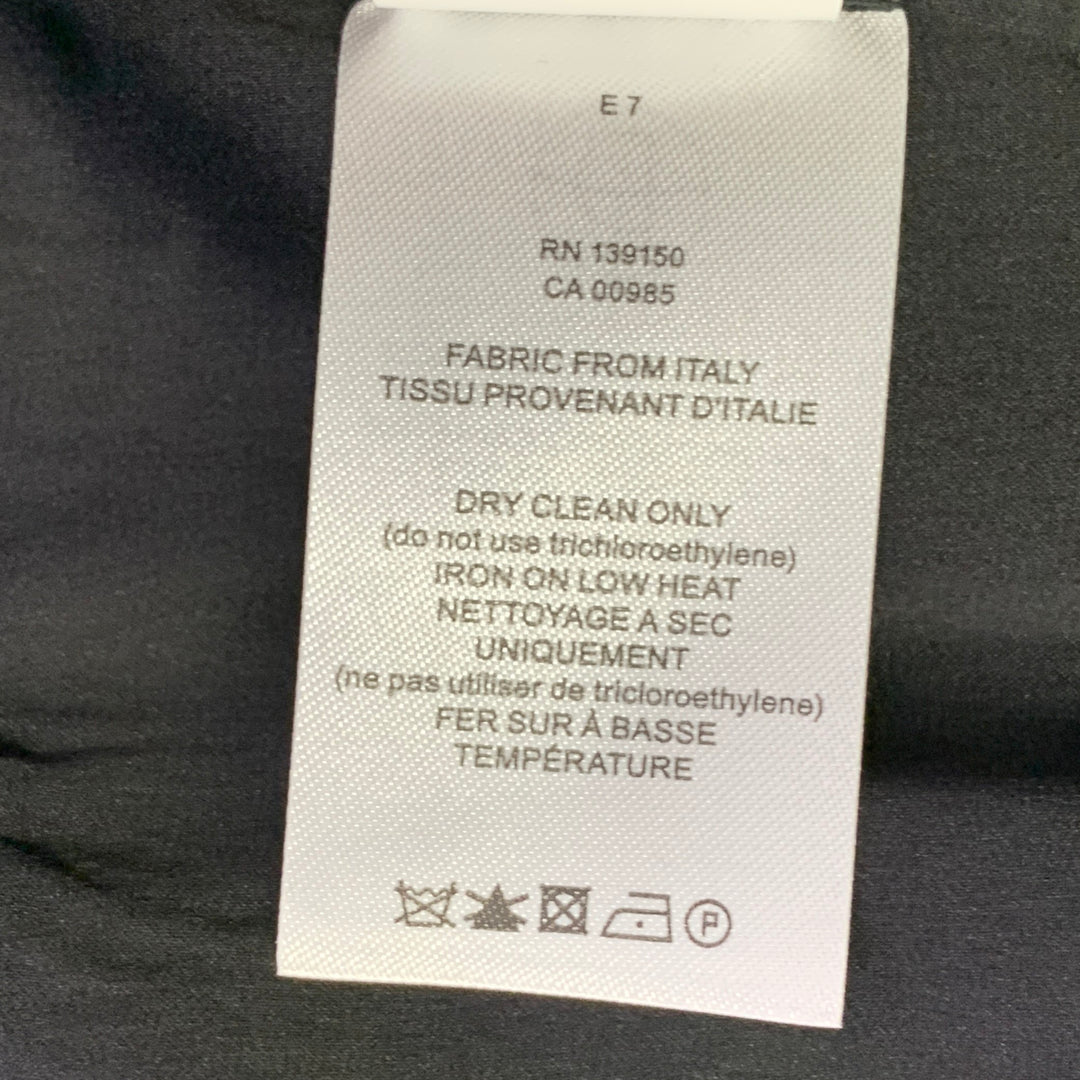 E 7
RN 139150
CA 00985
FABRIC FROM ITALY
TISSU PROVENANT D'ITALIE
DRY CLEAN ONLY
(do not use trichloroethylene)
IRON ON LOW HEAT
NETTOYAGE A SEC
UNIQUEMENT
(ne pas utiliser de tricloroethylene)
FER SUR À BASSE
TEMPÉRATURE
P